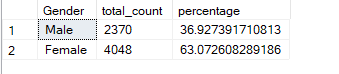 Gender total_count percentage
1 Male 2370 36.927391710813
2 Female 4048 63.072608289186